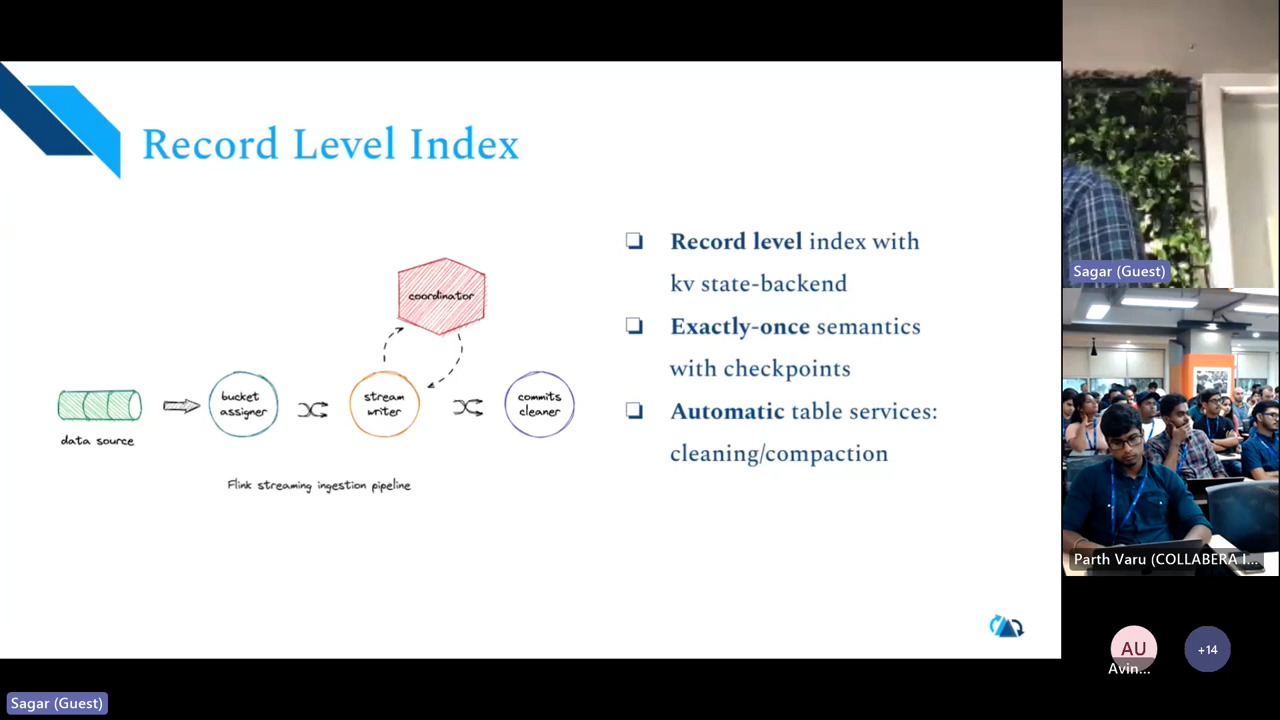 Record Level Index
coordinator
bucket
assigner
stream
writer
commits
cleaner
data source
Flink streaming ingestion pipeline
❏ Record level index with
kv state-backend
❏ Exactly-once semantics
with checkpoints
❏ Automatic table services:
cleaning/compaction
Sagar (Guest)
Parth Varu (COLLABERA I...
AU
Avin...
+14
Sagar (Guest)